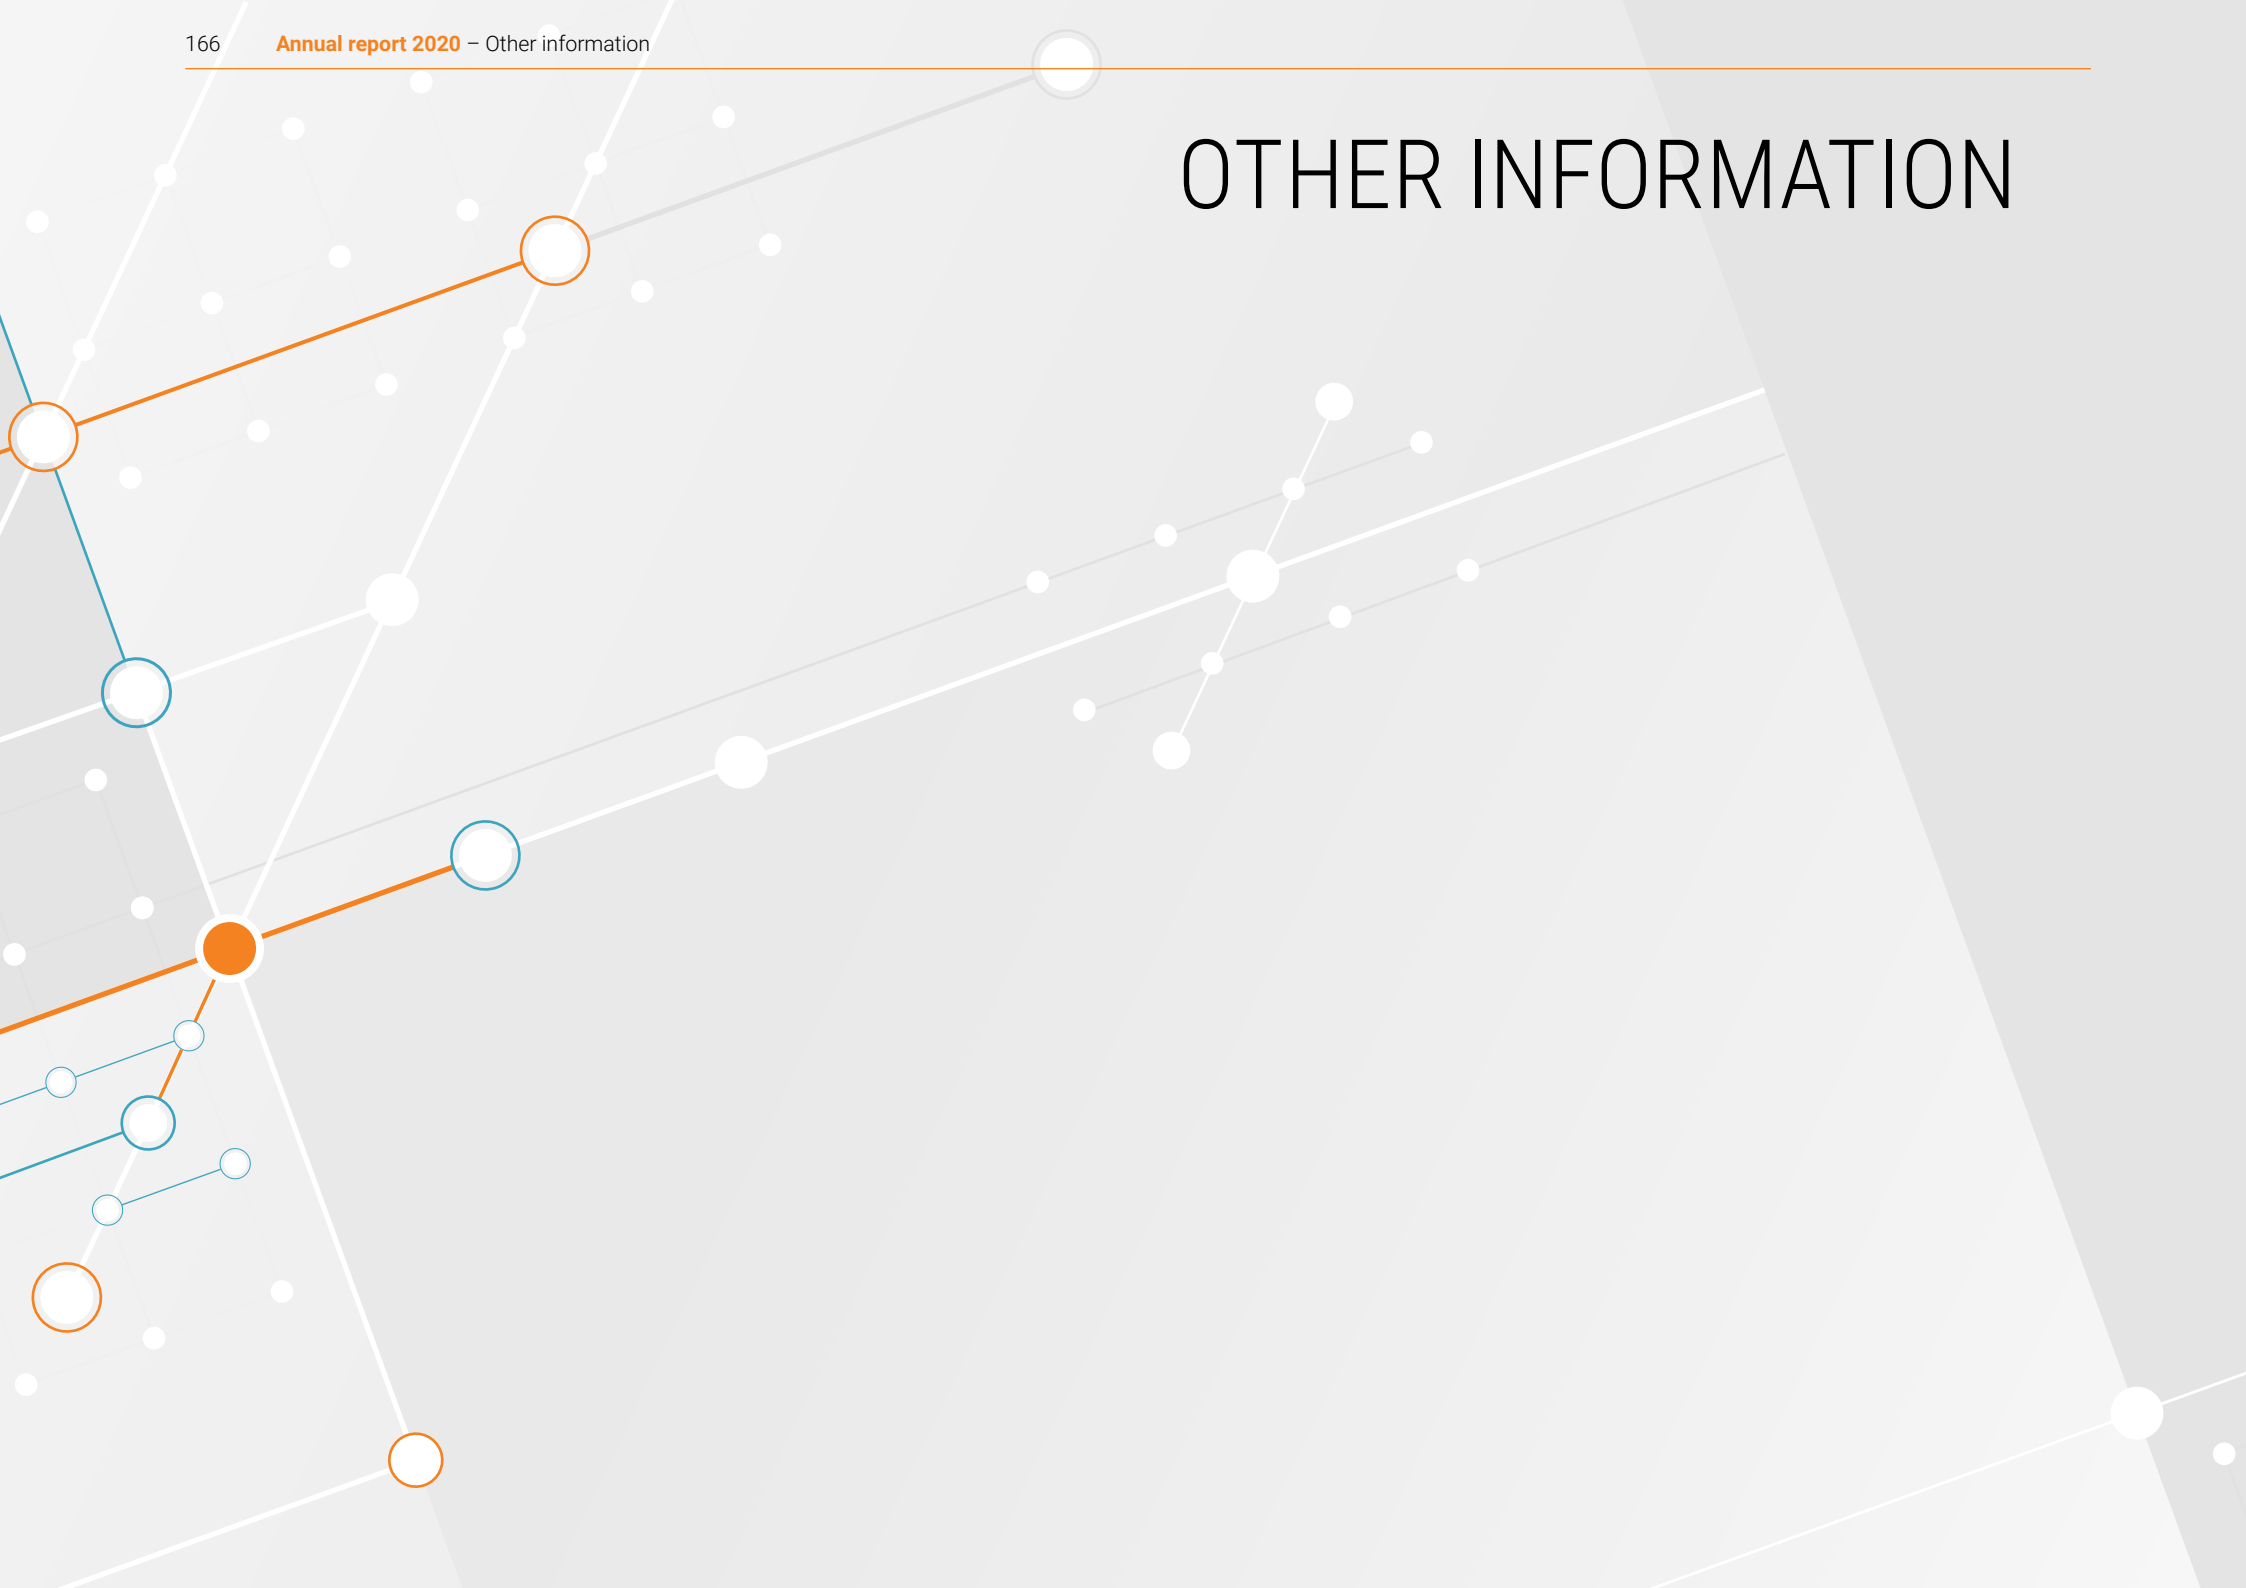 166 Annual report 2020 – Other information
OTHER INFORMATION